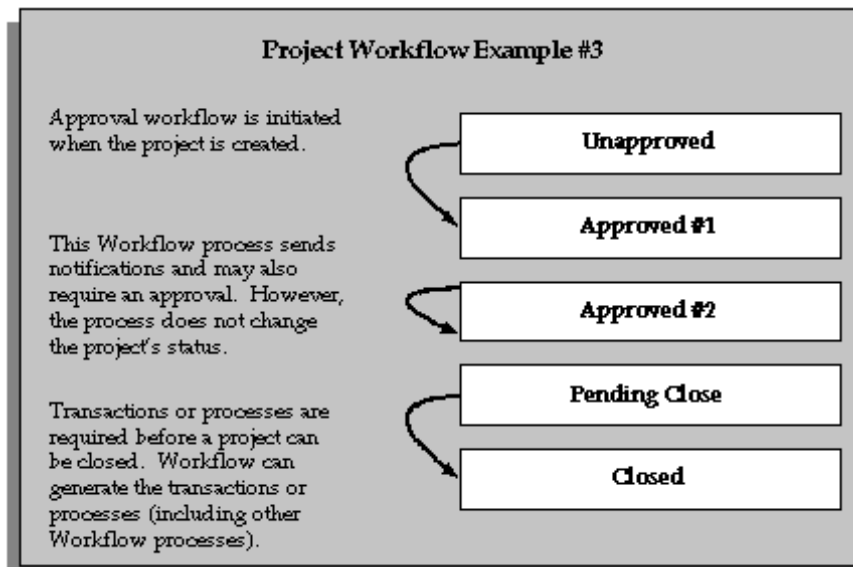 Project Workflow Example #3
Approval workflow is initiated
when the project is created.
Unapproved
Approved #1
This Workflow process sends
notifications and may also
require an approval.  However,
the process does not change
the project's status.
Approved #2
Pending Close
Transactions or processes are
required before a project can
be closed.  Workflow can
generate the transactions or
processes (including other
Workflow processes).
Closed